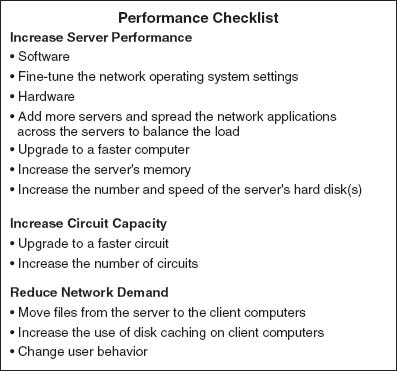 Performance Checklist
Increase Server Performance
• Software
• Fine-tune the network operating system settings
• Hardware
• Add more servers and spread the network applications
across the servers to balance the load
• Upgrade to a faster computer
• Increase the server's memory
• Increase the number and speed of the server's hard disk(s)
Increase Circuit Capacity
• Upgrade to a faster circuit
• Increase the number of circuits
Reduce Network Demand
• Move files from the server to the client computers
• Increase the use of disk caching on client computers
• Change user behavior